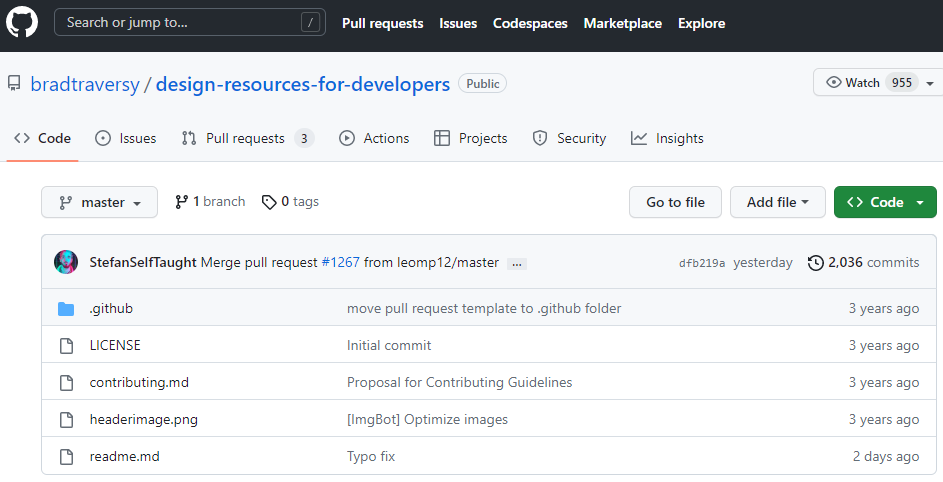 Search or jump to... / Pull requests Issues Codespaces Marketplace Explore
bradtraversy / design-resources-for-developers Public Watch 955
Code Issues Pull requests 3 Actions Projects Security Insights
master 1 branch 0 tags Go to file Add file Code
StefanSelfTaught Merge pull request #1267 from leomp12/master ... dfb219a yesterday 2,036 commits
.github move pull request template to .github folder 3 years ago
LICENSE Initial commit 3 years ago
contributing.md Proposal for Contributing Guidelines 3 years ago
headerimage.png [ImgBot] Optimize images 3 years ago
readme.md Typo fix 2 days ago